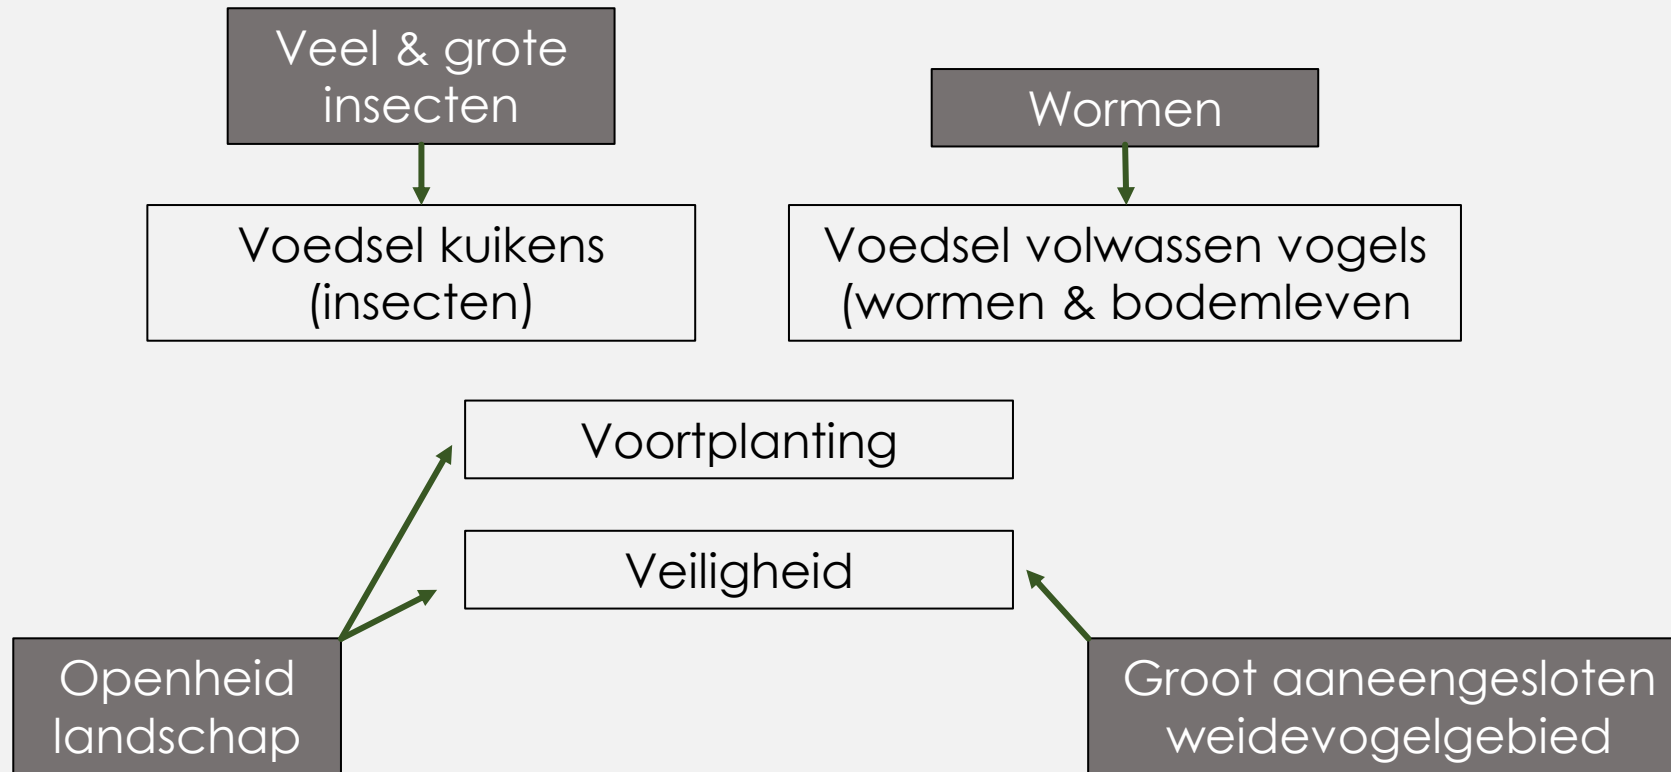 Veel & grote
insecten
Wormen
Voedsel kuikens
(insecten)
Voedsel volwassen vogels
(wormen & bodemleven
Voortplanting
Veiligheid
Openheid
landschap
Groot aaneengesloten
weidevogelgebied